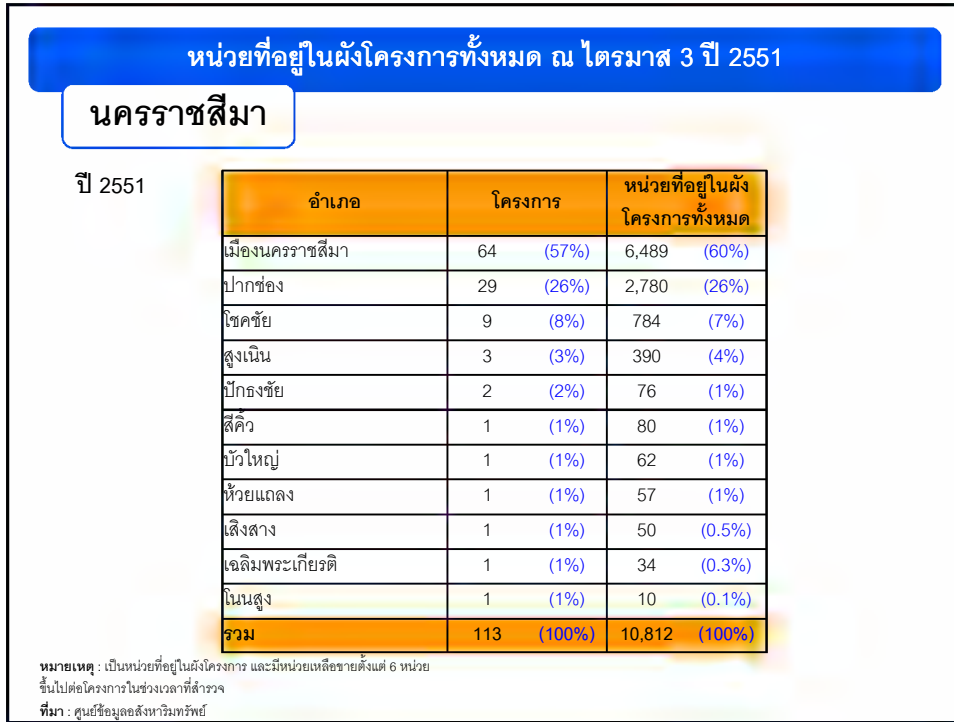 หน่วยที่อยู่ในผังโครงการทั้งหมด ณ ไตรมาส 3 ปี 2551
นครราชสีมา
ปี 2551
อำเภอ โครงการ หน่วยที่อยู่ในผัง
โครงการทั้งหมด
เมืองนครราชสีมา 64 (57%) 6,489 (60%)
ปากช่อง 29 (26%) 2,780 (26%)
โชคชัย 9 (8%) 784 (7%)
สูงเนิน 3 (3%) 390 (4%)
ปักธงชัย 2 (2%) 76 (1%)
สีคิ้ว 1 (1%) 80 (1%)
บัวใหญ่ 1 (1%) 62 (1%)
ห้วยแถลง 1 (1%) 57 (1%)
เสิงสาง 1 (1%) 50 (0.5%)
เฉลิมพระเกียรติ 1 (1%) 34 (0.3%)
โนนสูง 1 (1%) 10 (0.1%)
รวม 113 (100%) 10,812 (100%)
หมายเหตุ : เป็นหน่วยที่อยู่ในผังโครงการ และมีหน่วยเหลือขายตั้งแต่ 6 หน่วย
ขึ้นไปต่อโครงการในช่วงเวลาที่สำรวจ
ที่มา : ศูนย์ข้อมูลอสังหาริมทรัพย์